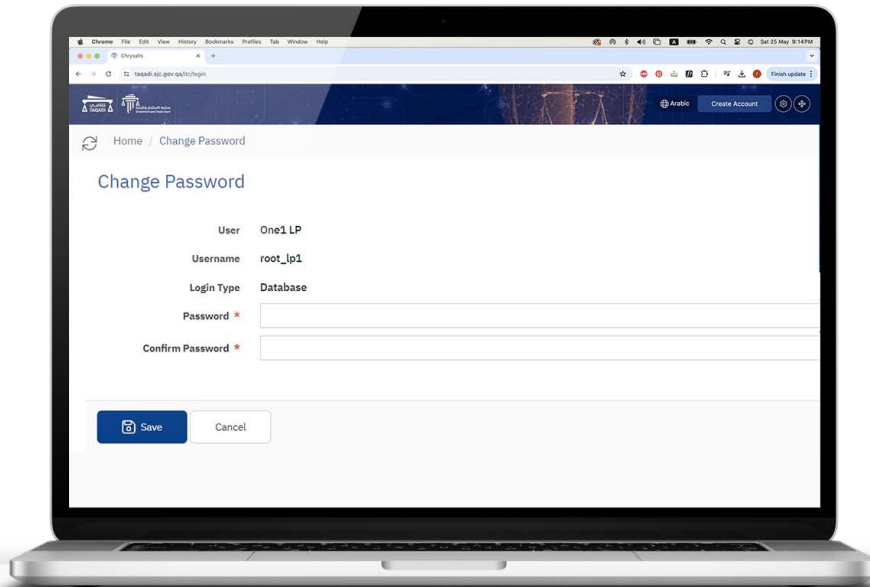 Chrome File Edit View History Bookmarks Profiles Tab Window Help
Sat 25 May 9:14 PM
Chrysalis
taqadi.sjc.gov.qa/itc/login
Finish update
TAQADI
Arabic
Create Account
Home / Change Password
Change Password
User One1 LP
Username root_lp1
Login Type Database
Password *
Confirm Password *
Save
Cancel